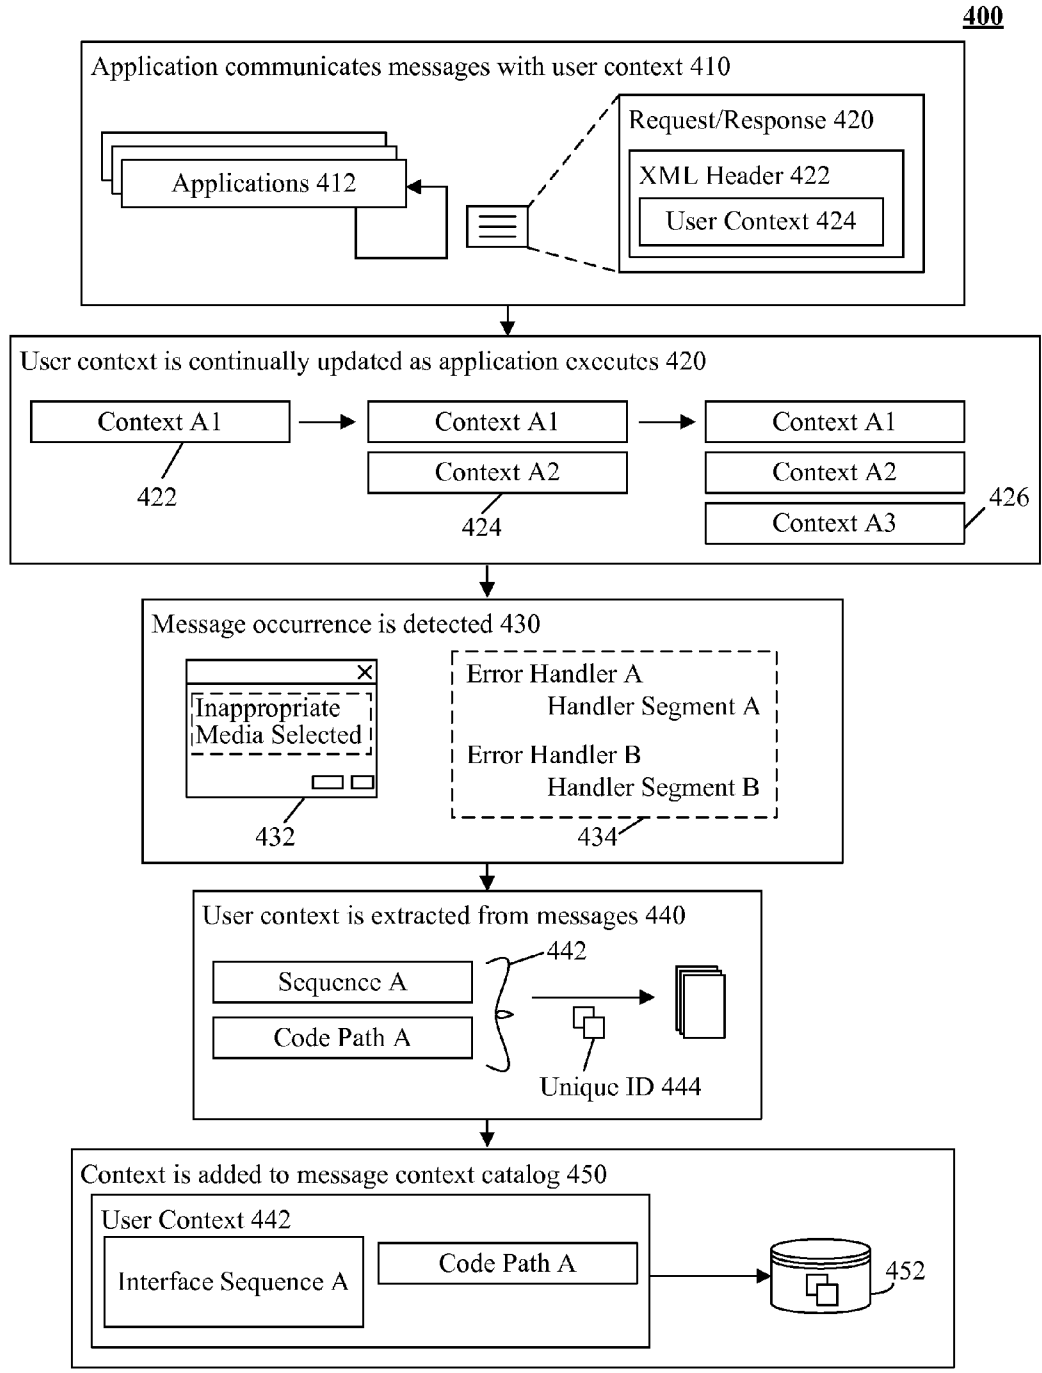 400
Application communicates messages with user context 410
Request/Response 420
XML Header 422
Applications 412
User Context 424
User context is continually updated as application executes 420
Context A1
Context A1
Context A1
Context A2
Context A2
422
424
Context A3
426
Message occurrence is detected 430
Inappropriate
Media Selected
Error Handler A
Handler Segment A
Error Handler B
Handler Segment B
432
434
User context is extracted from messages 440
442
Sequence A
Code Path A
Unique ID 444
Context is added to message context catalog 450
User Context 442
Interface Sequence A
Code Path A
452